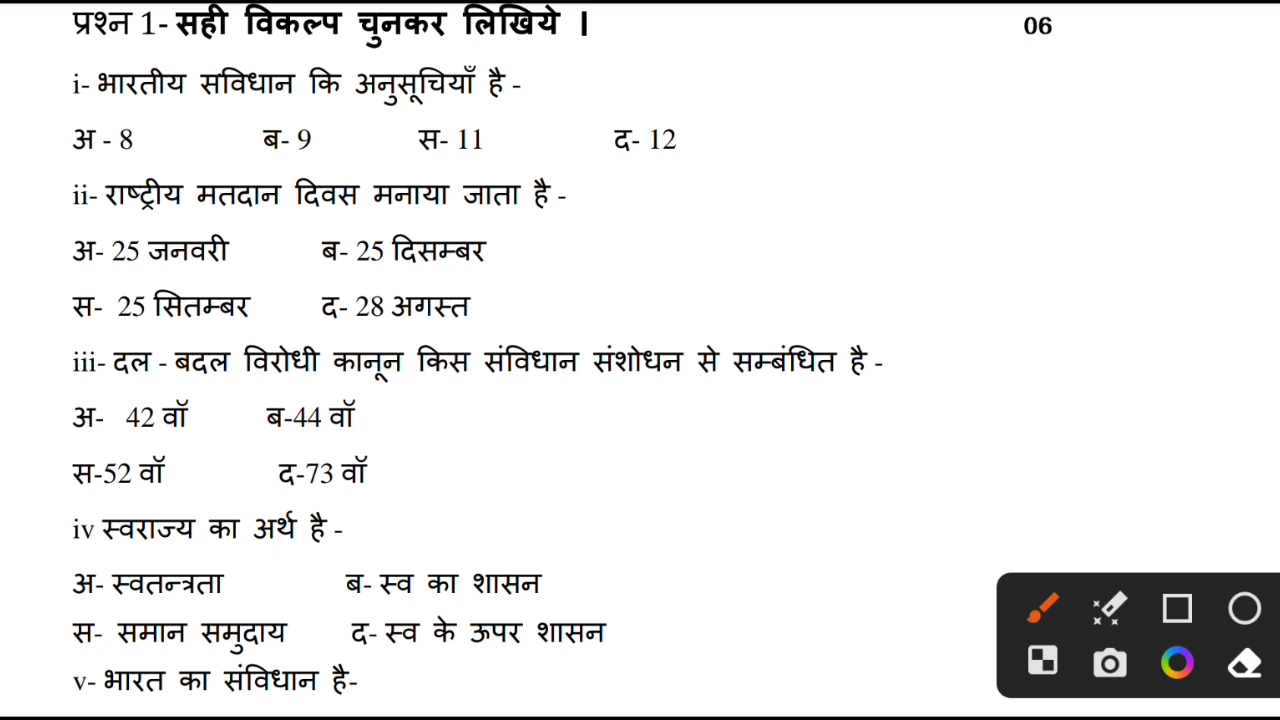 प्रश्न 1- सही विकल्प चुनकर लिखिये । 06
i- भारतीय संविधान कि अनुसूचियाँ है -
अ - 8 ब- 9 स- 11 द- 12
ii- राष्ट्रीय मतदान दिवस मनाया जाता है -
अ- 25 जनवरी ब- 25 दिसम्बर
स- 25 सितम्बर द- 28 अगस्त
iii- दल - बदल विरोधी कानून किस संविधान संशोधन से सम्बंधित है -
अ- 42 वॉ ब-44 वॉ
स-52 वॉ द-73 वॉ
iv स्वराज्य का अर्थ है -
अ- स्वतन्त्रता ब- स्व का शासन
स- समान समुदाय द- स्व के ऊपर शासन
v- भारत का संविधान है-